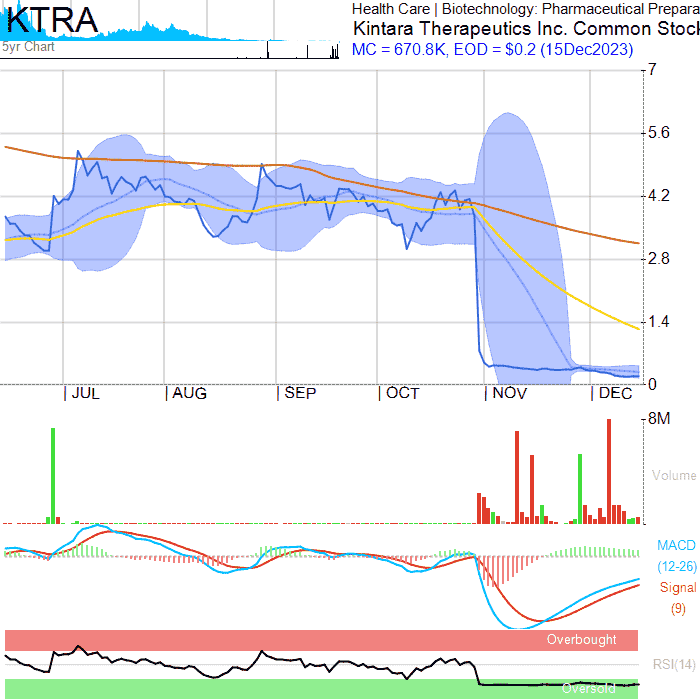 KTRA
Health Care | Biotechnology: Pharmaceutical Prepara
Kintara Therapeutics Inc. Common Stock
5yr Chart
MC = 670.8K, EOD = $0.2 (15Dec2023)
7
5.6
4.2
2.8
1.4
0
JUL
AUG
SEP
OCT
NOV
DEC
8M
Volume
MACD
(12-26)
Signal
(9)
Overbought
RSI(14)
Oversold